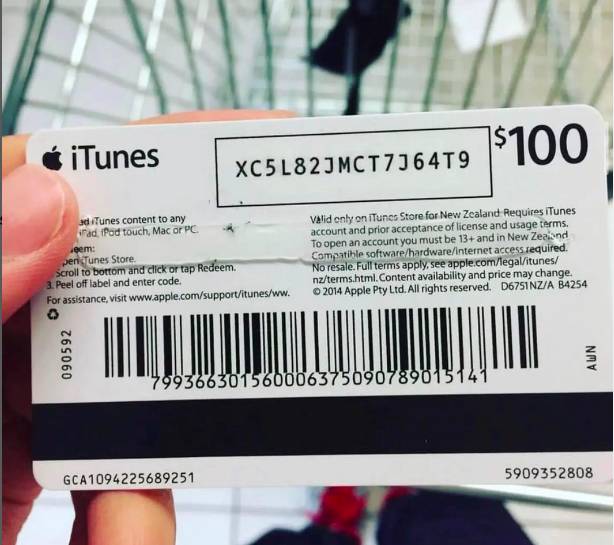 iTunes
$100
XC5L82JMCT7J64T9
iTunes content to any
iPad, iPod touch, Mac or PC.
iTunes Store.
Scroll to bottom and click or tap Redeem.
3. Peel off label and enter code.
For assistance, visit www.apple.com/support/itunes/ww.
Valid only on iTunes Store for New Zealand. Requires iTunes
account and prior acceptance of license and usage terms.
To open an account you must be 13+ and in New Zealand.
Compatible software/hardware/internet access required.
No resale. Full terms apply, see apple.com/legal/itunes/
nz/terms.html. Content availability and price may change.
© 2014 Apple Pty Ltd. All rights reserved. D6751NZ/A B4254
090592
799366301560006375090789015141
GCA1094225689251
5909352808